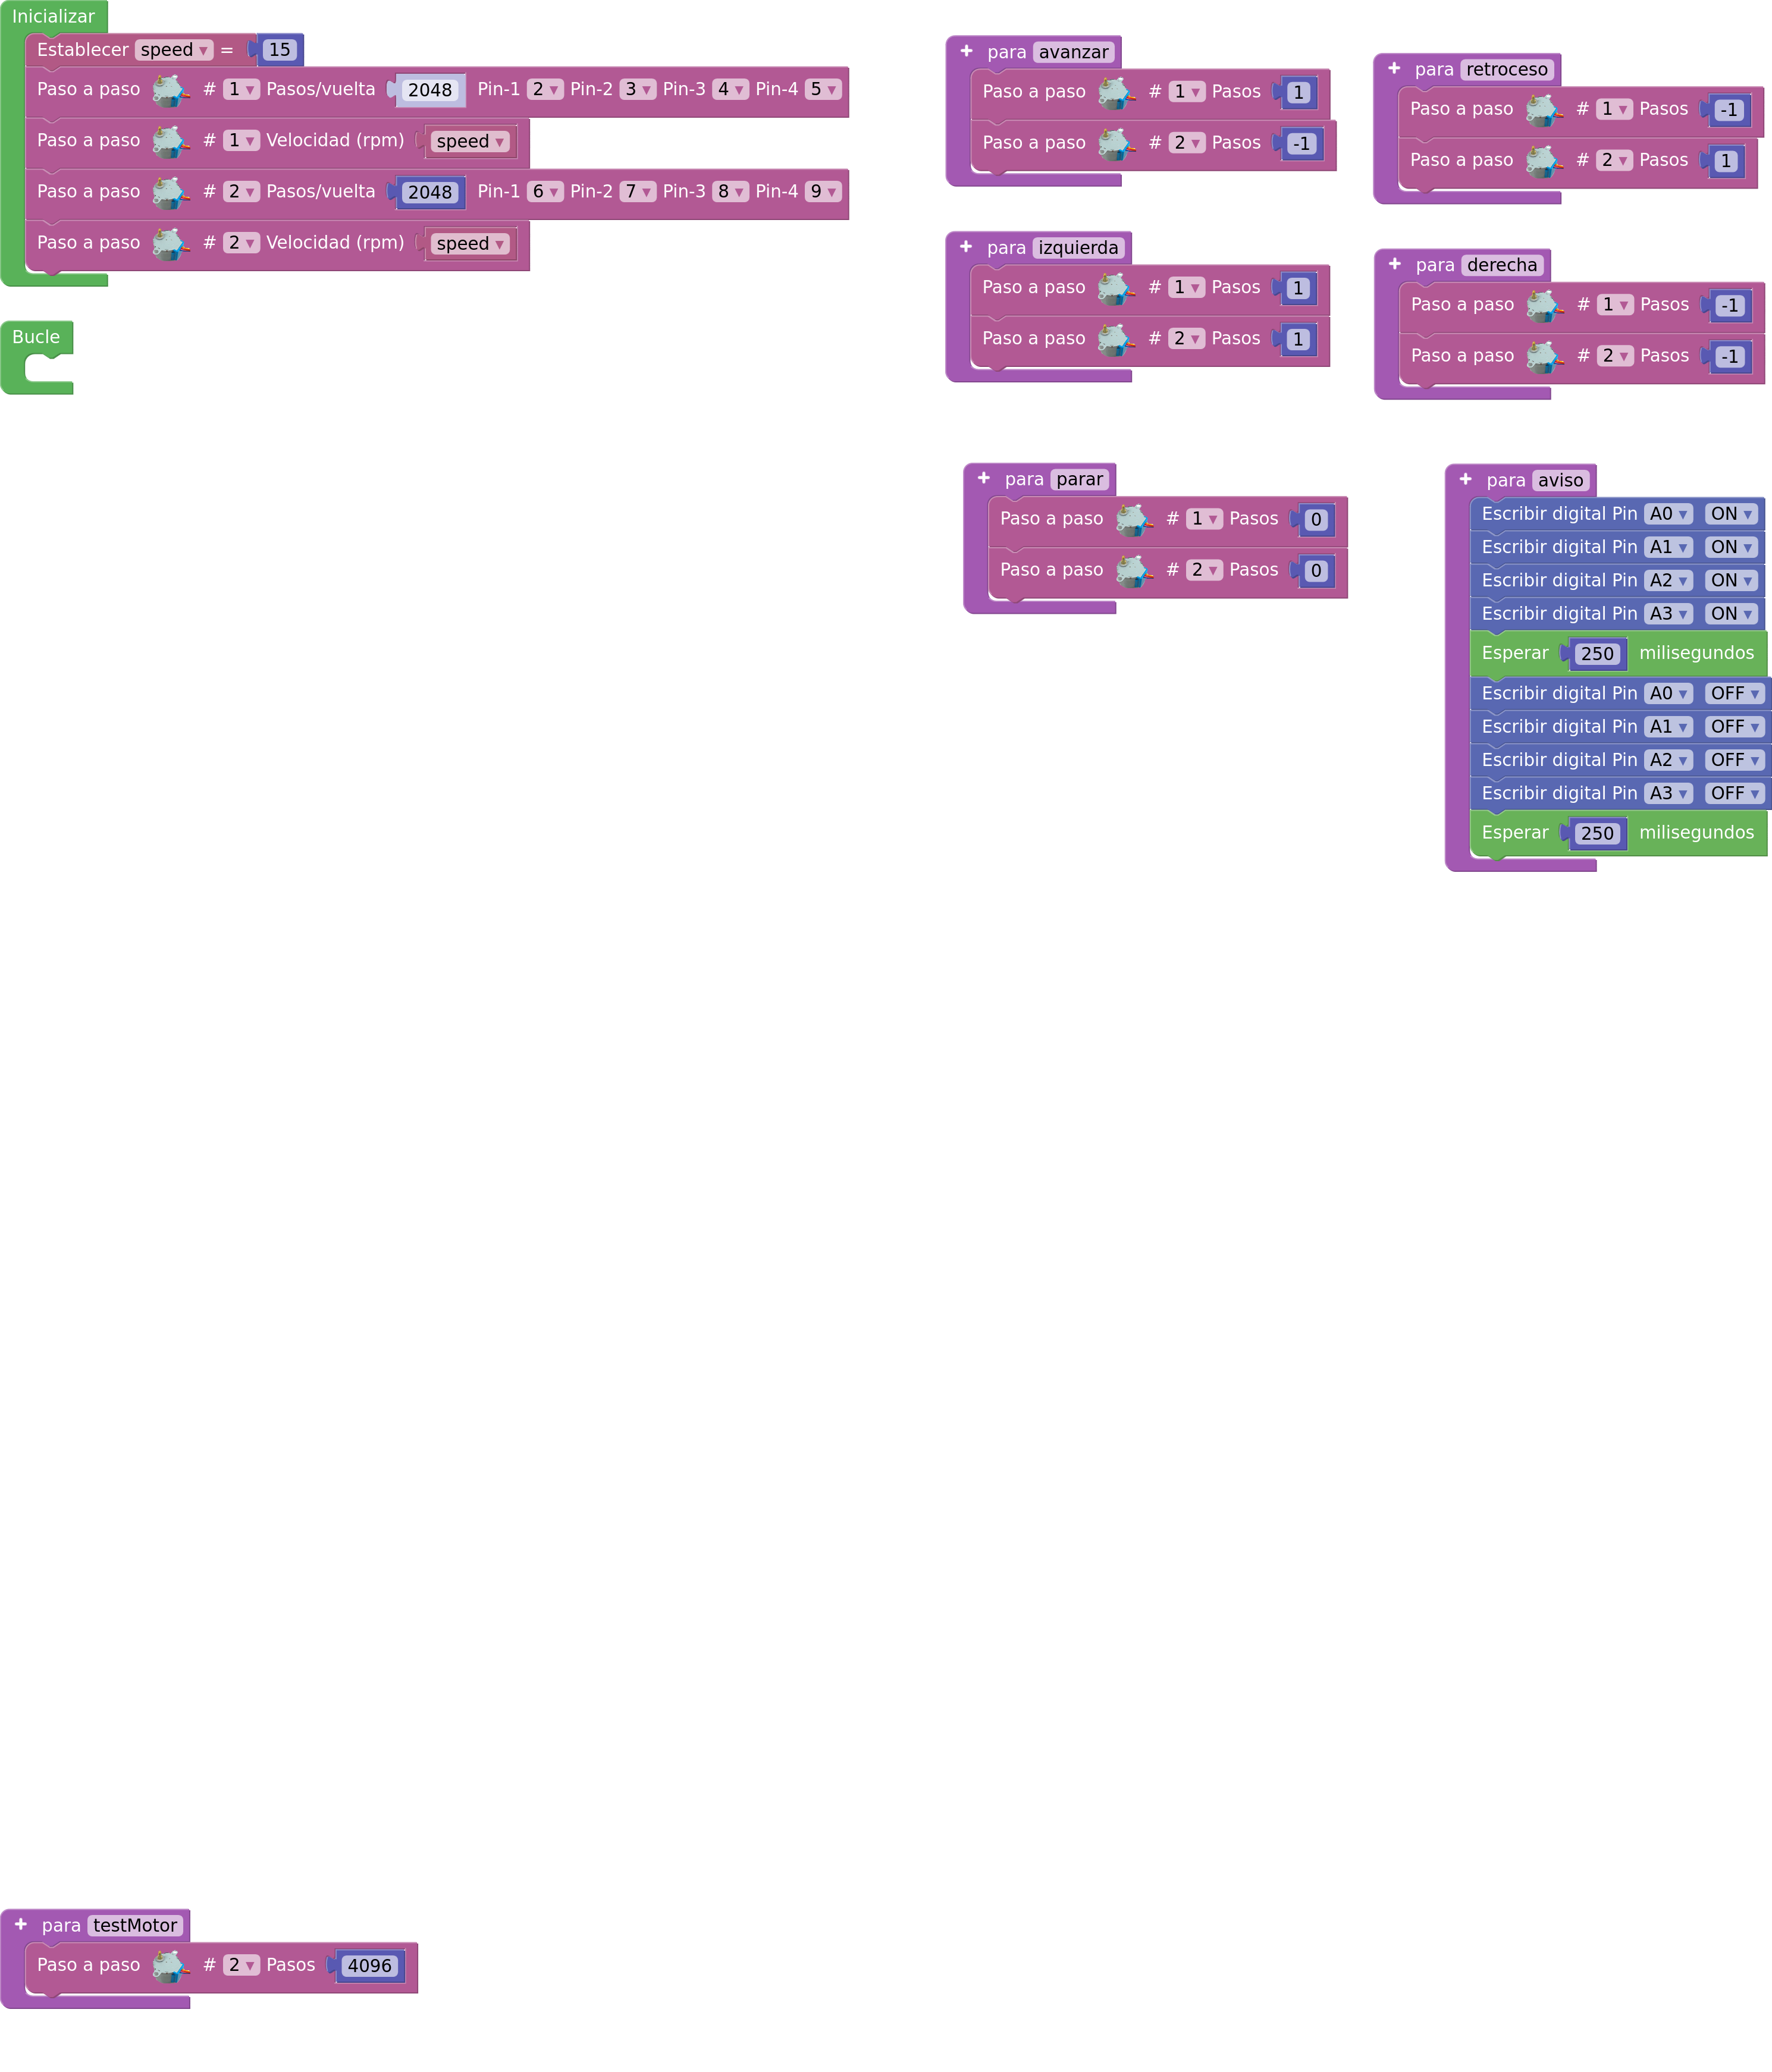 Inicializar
Establecer speed = 15
Paso a paso # 1 Pasos/vuelta 2048 Pin-1 2 Pin-2 3 Pin-3 4 Pin-4 5
Paso a paso # 1 Velocidad (rpm) speed
Paso a paso # 2 Pasos/vuelta 2048 Pin-1 6 Pin-2 7 Pin-3 8 Pin-4 9
Paso a paso # 2 Velocidad (rpm) speed
Bucle
+ para avanzar
Paso a paso # 1 Pasos 1
Paso a paso # 2 Pasos -1
+ para retroceso
Paso a paso # 1 Pasos -1
Paso a paso # 2 Pasos 1
+ para izquierda
Paso a paso # 1 Pasos 1
Paso a paso # 2 Pasos 1
+ para derecha
Paso a paso # 1 Pasos -1
Paso a paso # 2 Pasos -1
+ para parar
Paso a paso # 1 Pasos 0
Paso a paso # 2 Pasos 0
+ para aviso
Escribir digital Pin A0 ON
Escribir digital Pin A1 ON
Escribir digital Pin A2 ON
Escribir digital Pin A3 ON
Esperar 250 milisegundos
Escribir digital Pin A0 OFF
Escribir digital Pin A1 OFF
Escribir digital Pin A2 OFF
Escribir digital Pin A3 OFF
Esperar 250 milisegundos
+ para testMotor
Paso a paso # 2 Pasos 4096